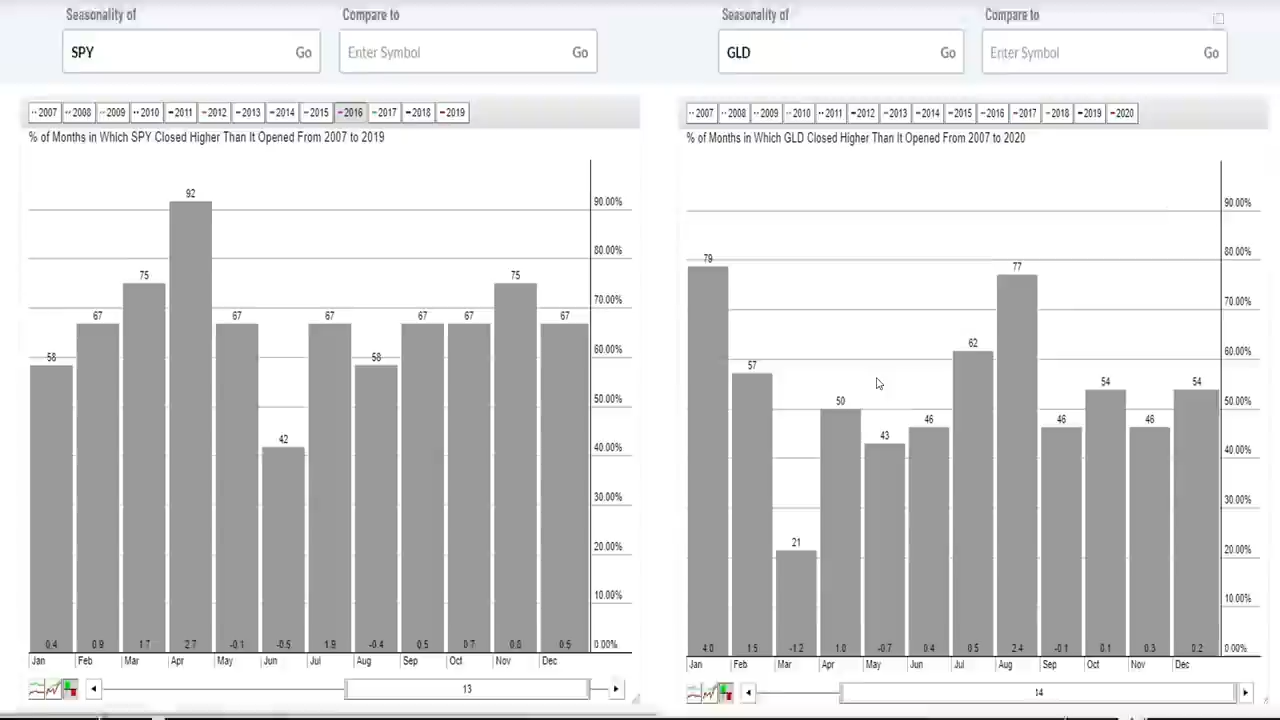 Seasonality of
Compare to
SPY
Go
Enter Symbol
Go
2007 2008 2009 2010 2011 2012 2013 2014 2015 2016 2017 2018 2019
% of Months in Which SPY Closed Higher Than It Opened From 2007 to 2019
58 67 75 92 67 42 67 58 67 67 75 67
90.00%
80.00%
70.00%
60.00%
50.00%
40.00%
30.00%
20.00%
10.00%
0.00%
0.4 0.9 1.7 2.7 -0.1 -0.5 1.9 -0.4 0.5 0.7 0.5
Jan Feb Mar Apr May Jun Jul Aug Sep Oct Nov Dec
13
Seasonality of
Compare to
GLD
Go
Enter Symbol
Go
2007 2008 2009 2010 2011 2012 2013 2014 2015 2016 2017 2018 2019 2020
% of Months in Which GLD Closed Higher Than It Opened From 2007 to 2020
79 57 21 50 43 46 62 77 46 54 46 54
90.00%
80.00%
70.00%
60.00%
50.00%
40.00%
30.00%
20.00%
10.00%
0.00%
4.0 1.5 -1.2 1.0 -0.7 0.4 0.5 2.4 -0.1 0.1 0.3 0.2
Jan Feb Mar Apr May Jun Jul Aug Sep Oct Nov Dec
14